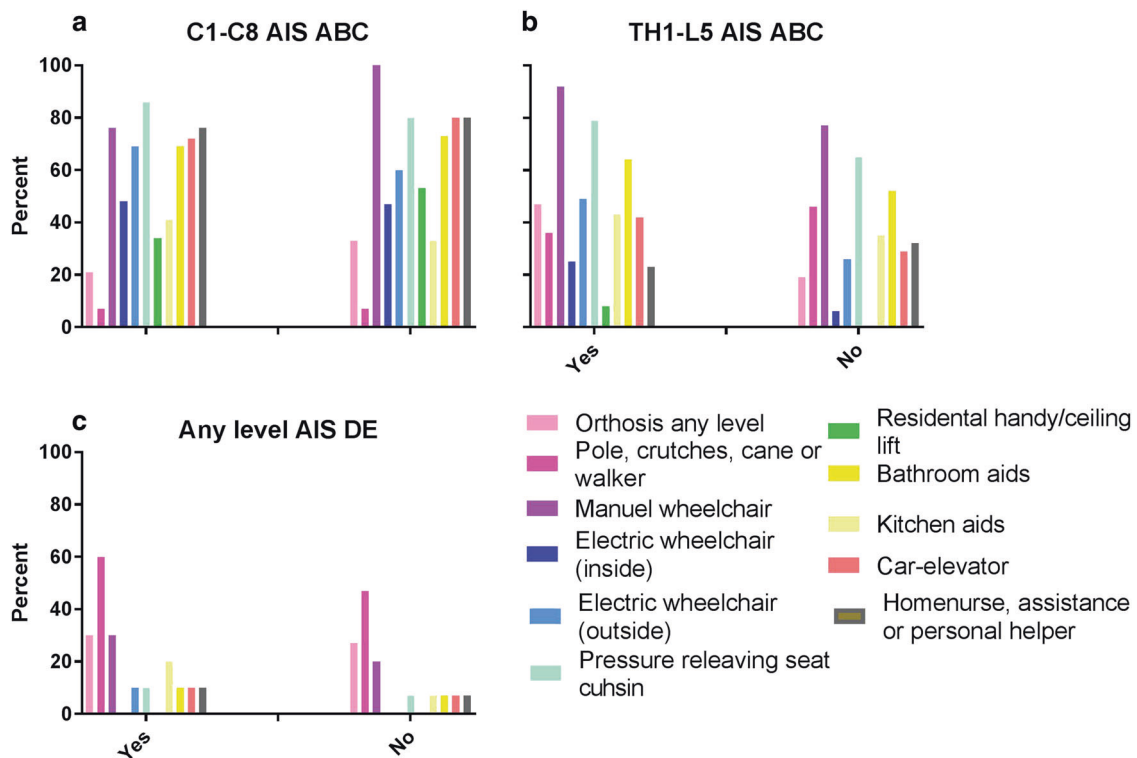 a
C1-C8 AIS ABC
Percent
100
80
60
40
20
0
b
TH1-L5 AIS ABC
Yes
No
c
Any level AIS DE
Percent
100
80
60
40
20
0
Yes
No
Orthosis any level
Pole, crutches, cane or
walker
Manuel wheelchair
Electric wheelchair
(inside)
Electric wheelchair
(outside)
Pressure releaving seat
cuhsin
Residental handy/ceiling
lift
Bathroom aids
Kitchen aids
Car-elevator
Homenurse, assistance
or personal helper